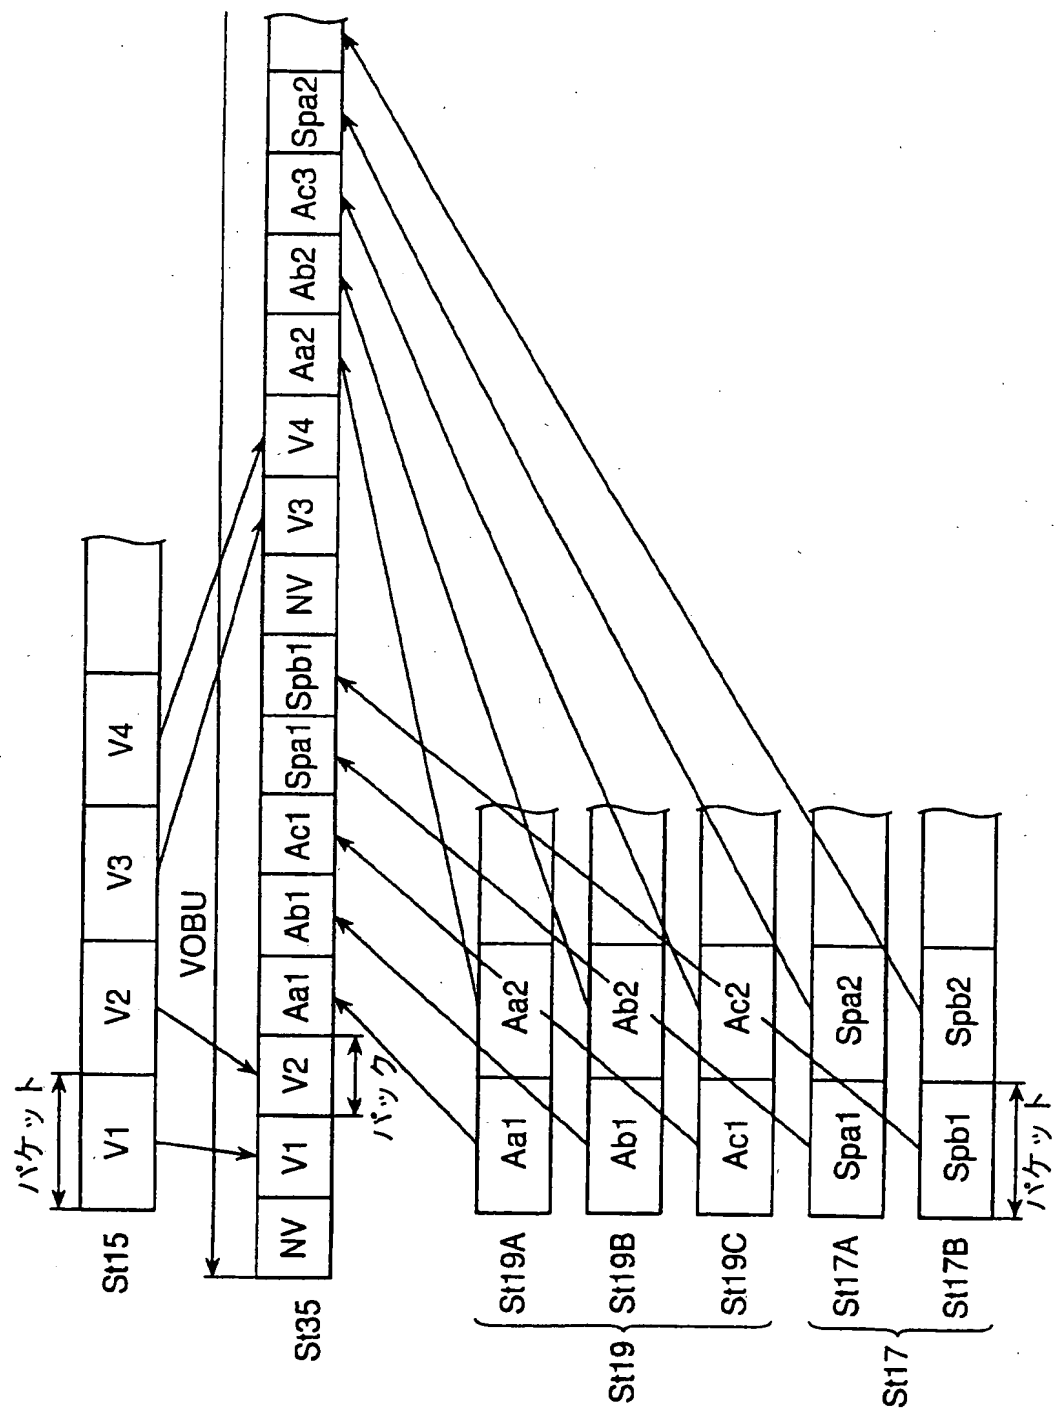 パケット
St15
V1 V2 V3 V4
VOBU
St35
NV V1 V2 Aa1 Ab1 Ac1 Spa1 Spb1 NV V3 V4 Aa2 Ab2 Ac3 Spa2
パック
St19
St19A
Aa1 Aa2
St19B
Ab1 Ab2
St19C
Ac1 Ac2
St17
St17A
Spa1 Spa2
St17B
Spb1 Spb2
パケット